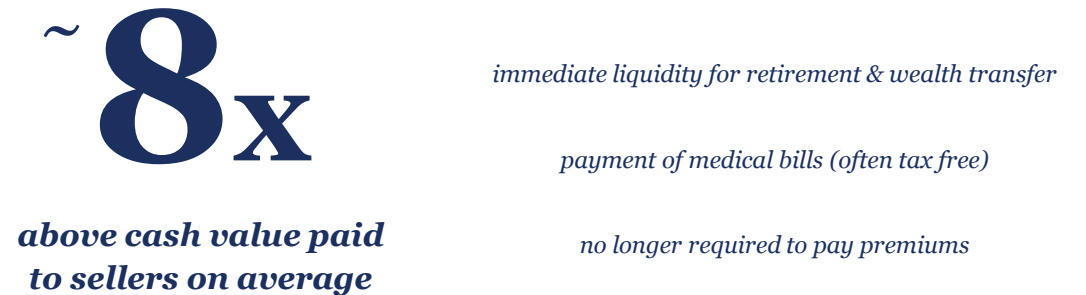 ~8x
above cash value paid
to sellers on average
immediate liquidity for retirement & wealth transfer
payment of medical bills (often tax free)
no longer required to pay premiums